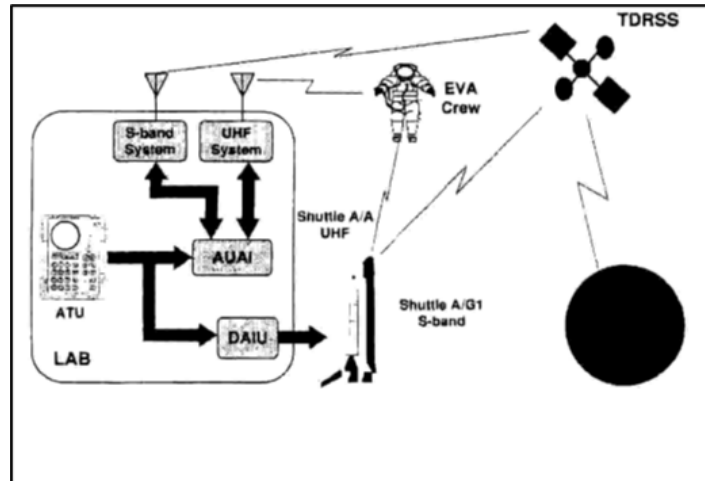 TDRSS
EVA
Crew
S-band
System
UHF
System
Shuttle A/A
UHF
AUAI
ATU
Shuttle A/G1
S-band
DAIU
LAB